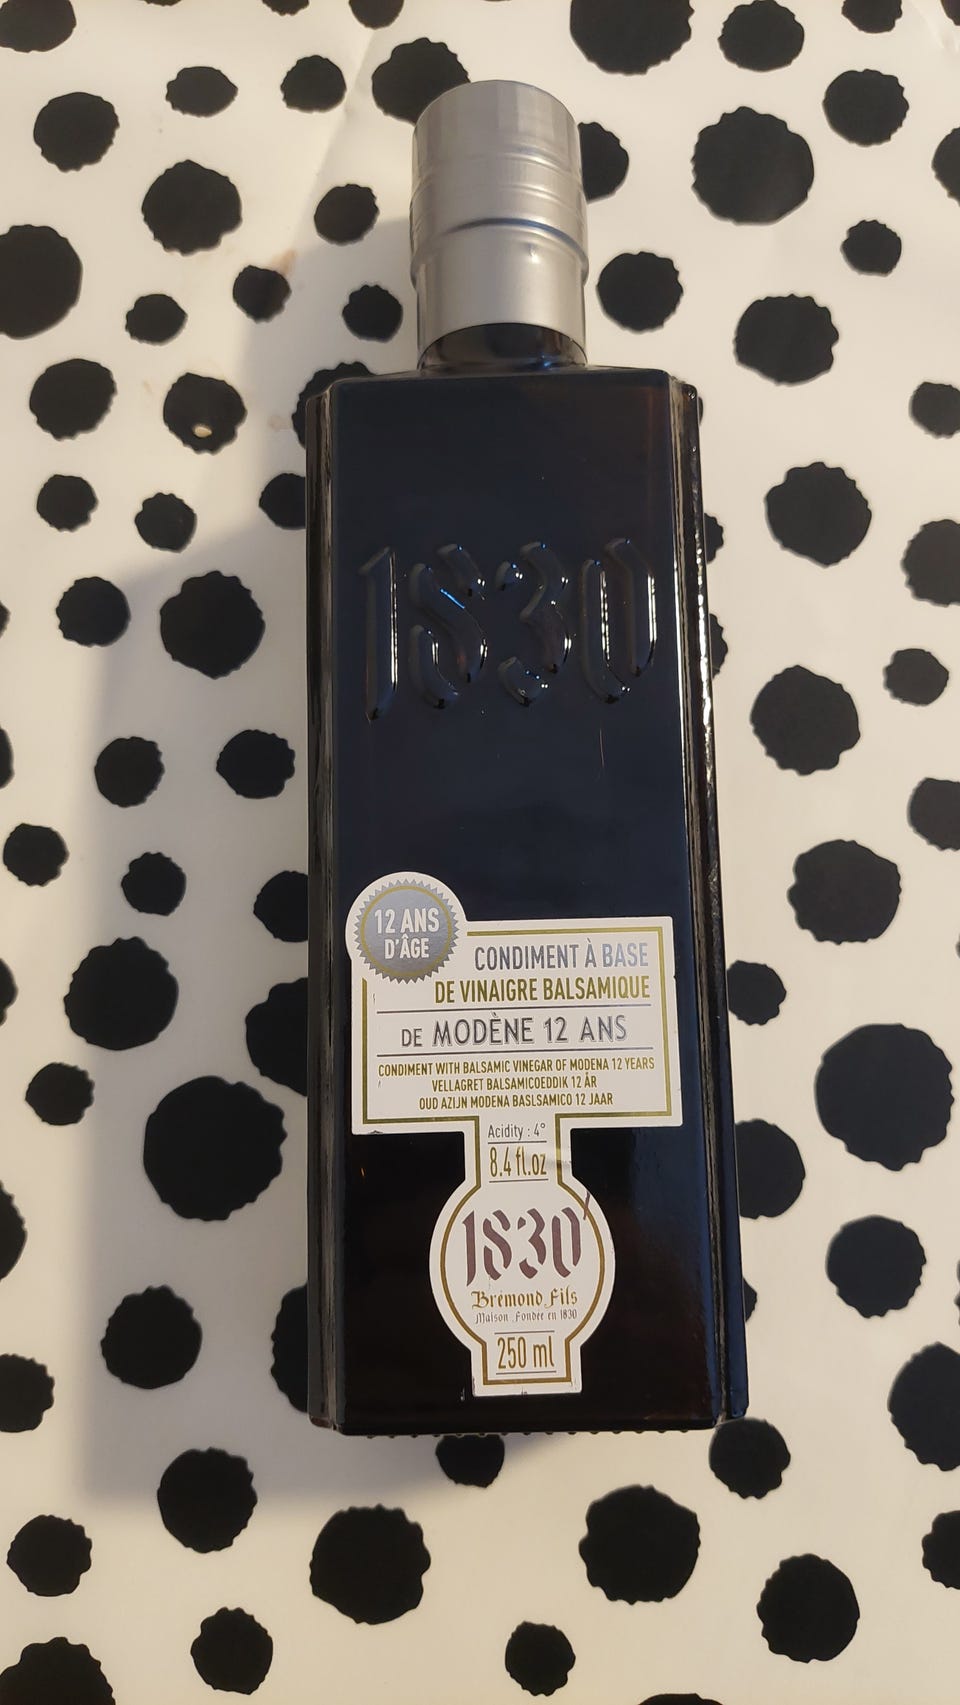 1830
12 ANS
D'ÂGE
CONDIMENT À BASE
DE VINAIGRE BALSAMIQUE
DE MODÈNE 12 ANS
CONDIMENT WITH BALSAMIC VINEGAR OF MODENA 12 YEARS
VELLAGRET BALSAMICOEDDIK 12 ÅR
OUD AZIJN MODENA BASLSAMICO 12 JAAR
Acidity : 4°
8.4 fl.oz
1830
Brémond Fils
Maison Fondée en 1830
250 ml